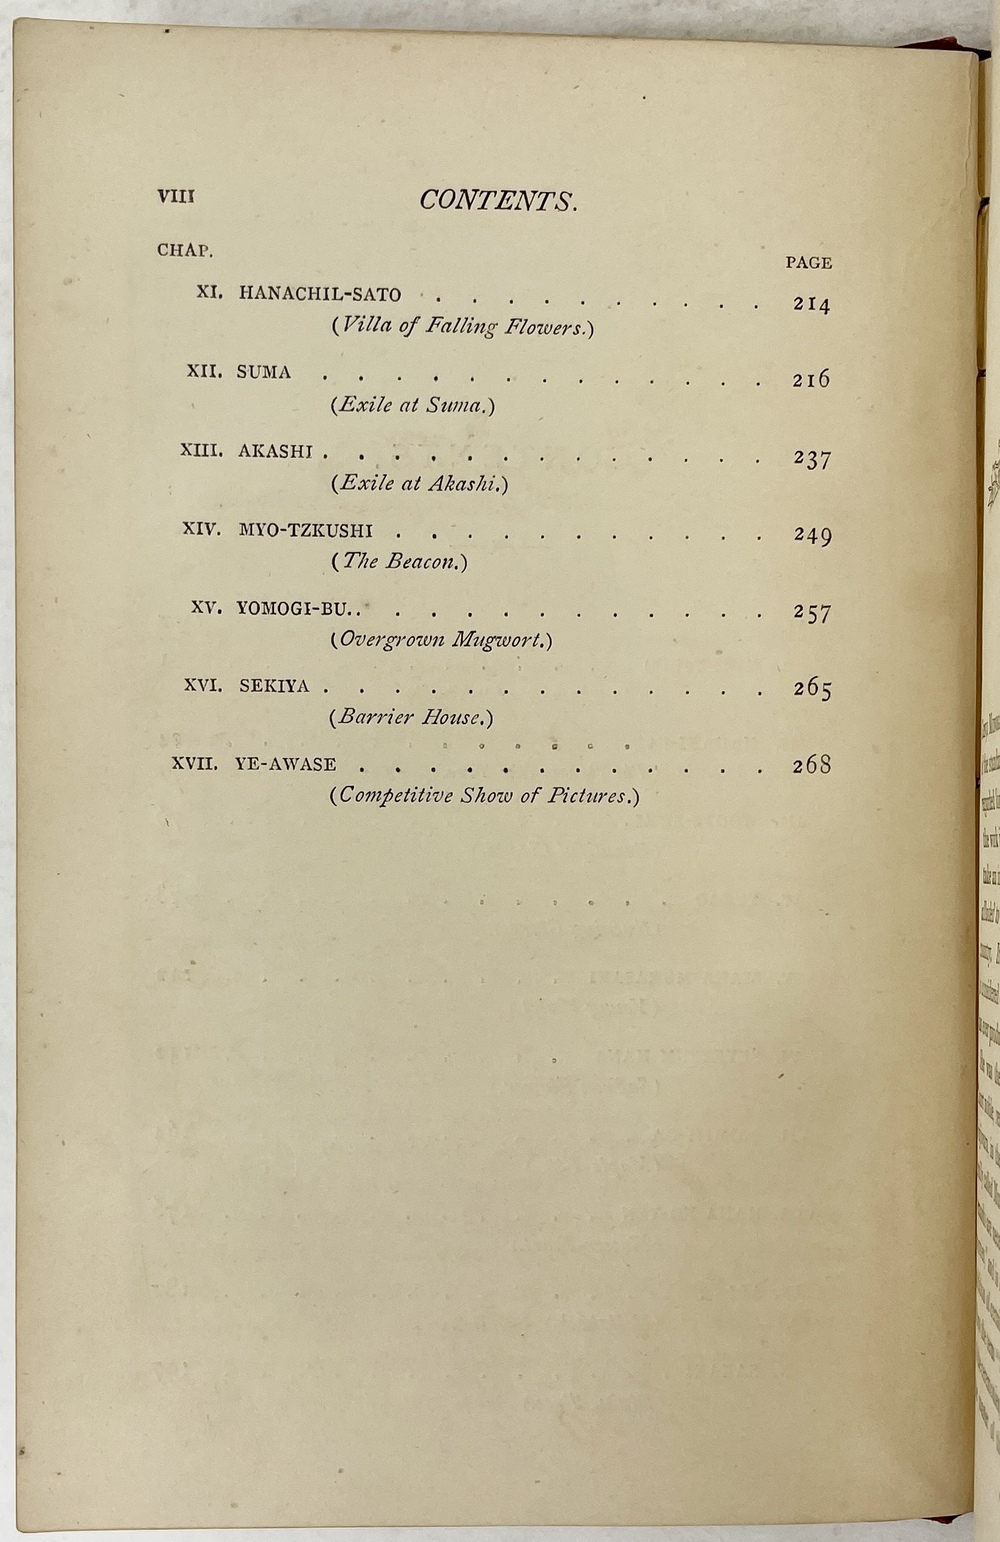 VIII CONTENTS.
CHAP. PAGE
XI. HANACHIL-SATO . . . . . . . . . . 214
(Villa of Falling Flowers.)
XII. SUMA . . . . . . . . . . . . . 216
(Exile at Suma.)
XIII. AKASHI . . . . . . . . . . . . . 237
(Exile at Akashi.)
XIV. MYO-TZKUSHI . . . . . . . . . . . 249
(The Beacon.)
XV. YOMOGI-BU. . . . . . . . . . . . . 257
(Overgrown Mugwort.)
XVI. SEKIYA . . . . . . . . . . . . . 265
(Barrier House.)
XVII. YE-AWASE . . . . . . . . . . . . 268
(Competitive Show of Pictures.)